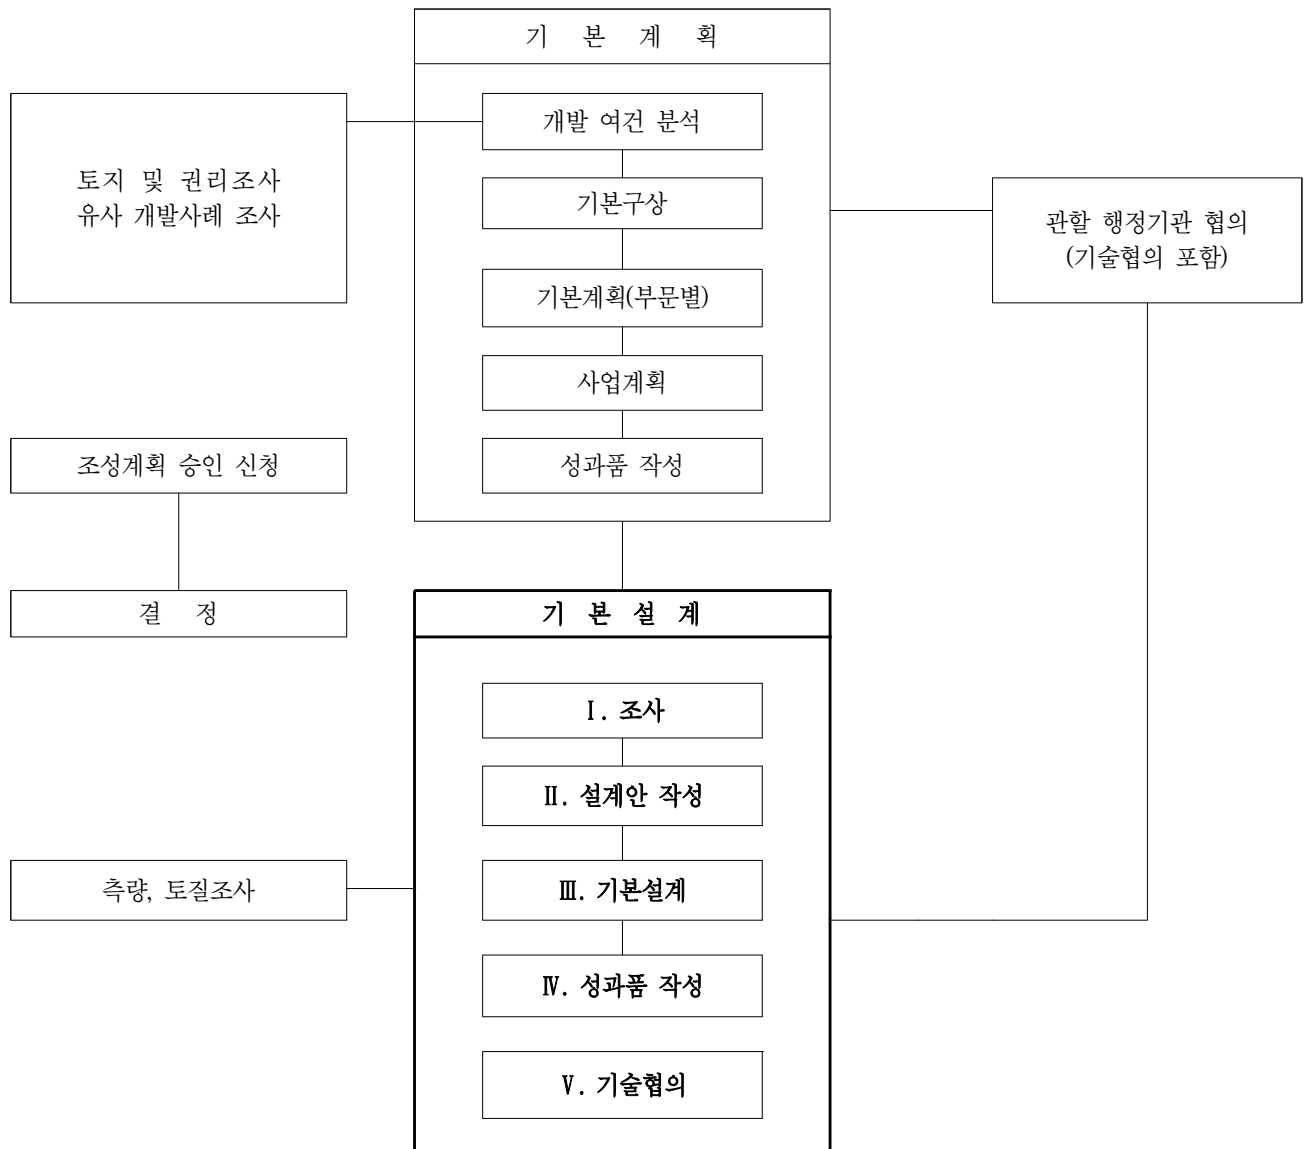 기 본 계 획
개발 여건 분석
토지 및 권리조사
유사 개발사례 조사
기본구상
관할 행정기관 협의
(기술협의 포함)
기본계획(부문별)
사업계획
조성계획 승인 신청
성과품 작성
결 정
기 본 설 계
Ⅰ. 조사
Ⅱ. 설계안 작성
측량, 토질조사
Ⅲ. 기본설계
Ⅳ. 성과품 작성
Ⅴ. 기술협의